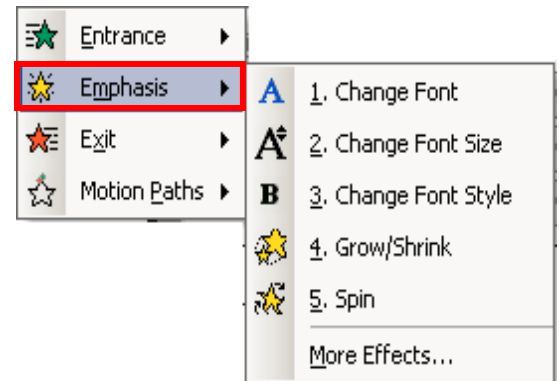 Entrance
Emphasis
Exit
Motion Paths
1. Change Font
2. Change Font Size
3. Change Font Style
4. Grow/Shrink
5. Spin
More Effects...